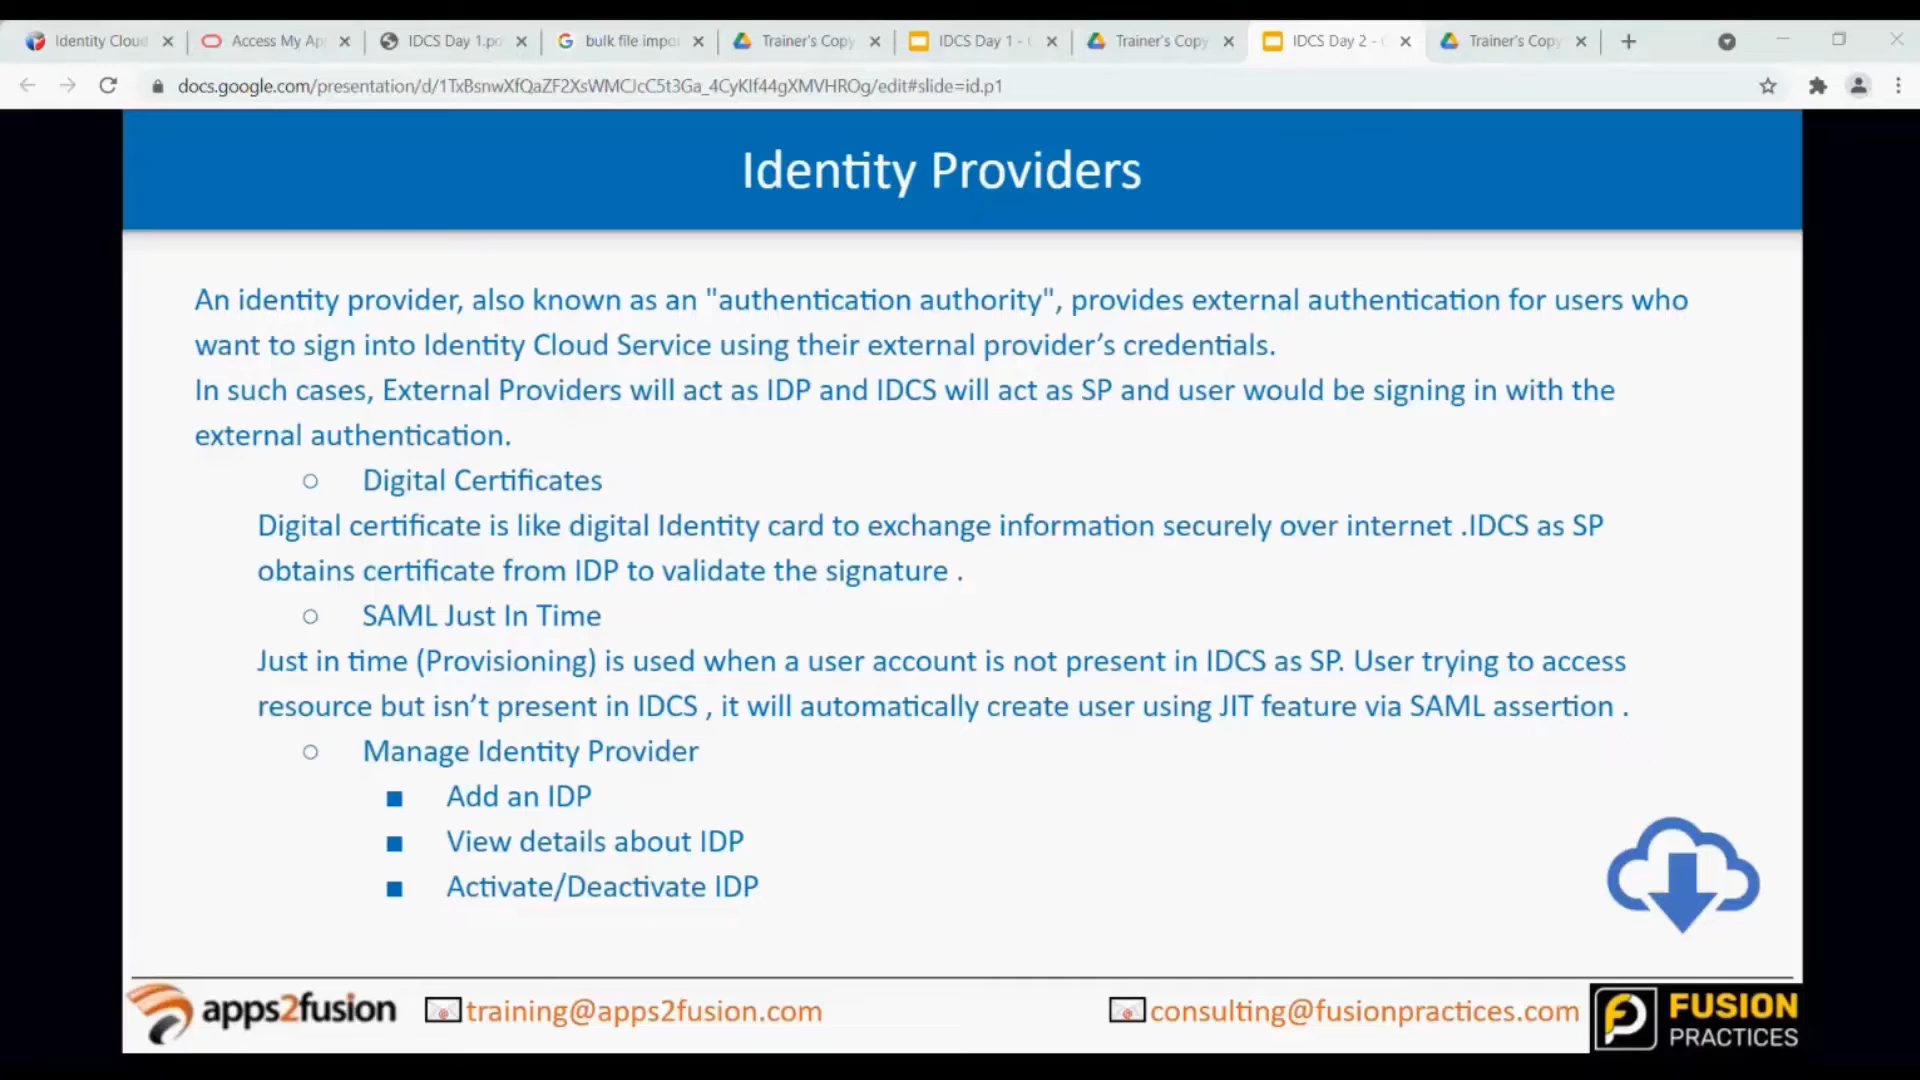 Identity Cloud
Access My Ap
IDCS Day 1.po
bulk file impo
Trainer's Copy
IDCS Day 1 -
Trainer's Copy
IDCS Day 2 -
Trainer's Copy
docs.google.com/presentation/d/1TxBsnwXfQaZF2XsWMCJcC5t3Ga_4CyKIf44gXMVHROg/edit#slide=id.p1
Identity Providers
An identity provider, also known as an "authentication authority", provides external authentication for users who
want to sign into Identity Cloud Service using their external provider’s credentials.
In such cases, External Providers will act as IDP and IDCS will act as SP and user would be signing in with the
external authentication.
○ Digital Certificates
Digital certificate is like digital Identity card to exchange information securely over internet .IDCS as SP
obtains certificate from IDP to validate the signature .
○ SAML Just In Time
Just in time (Provisioning) is used when a user account is not present in IDCS as SP. User trying to access
resource but isn’t present in IDCS , it will automatically create user using JIT feature via SAML assertion .
○ Manage Identity Provider
■ Add an IDP
■ View details about IDP
■ Activate/Deactivate IDP
apps2fusion training@apps2fusion.com consulting@fusionpractices.com FUSION
PRACTICES